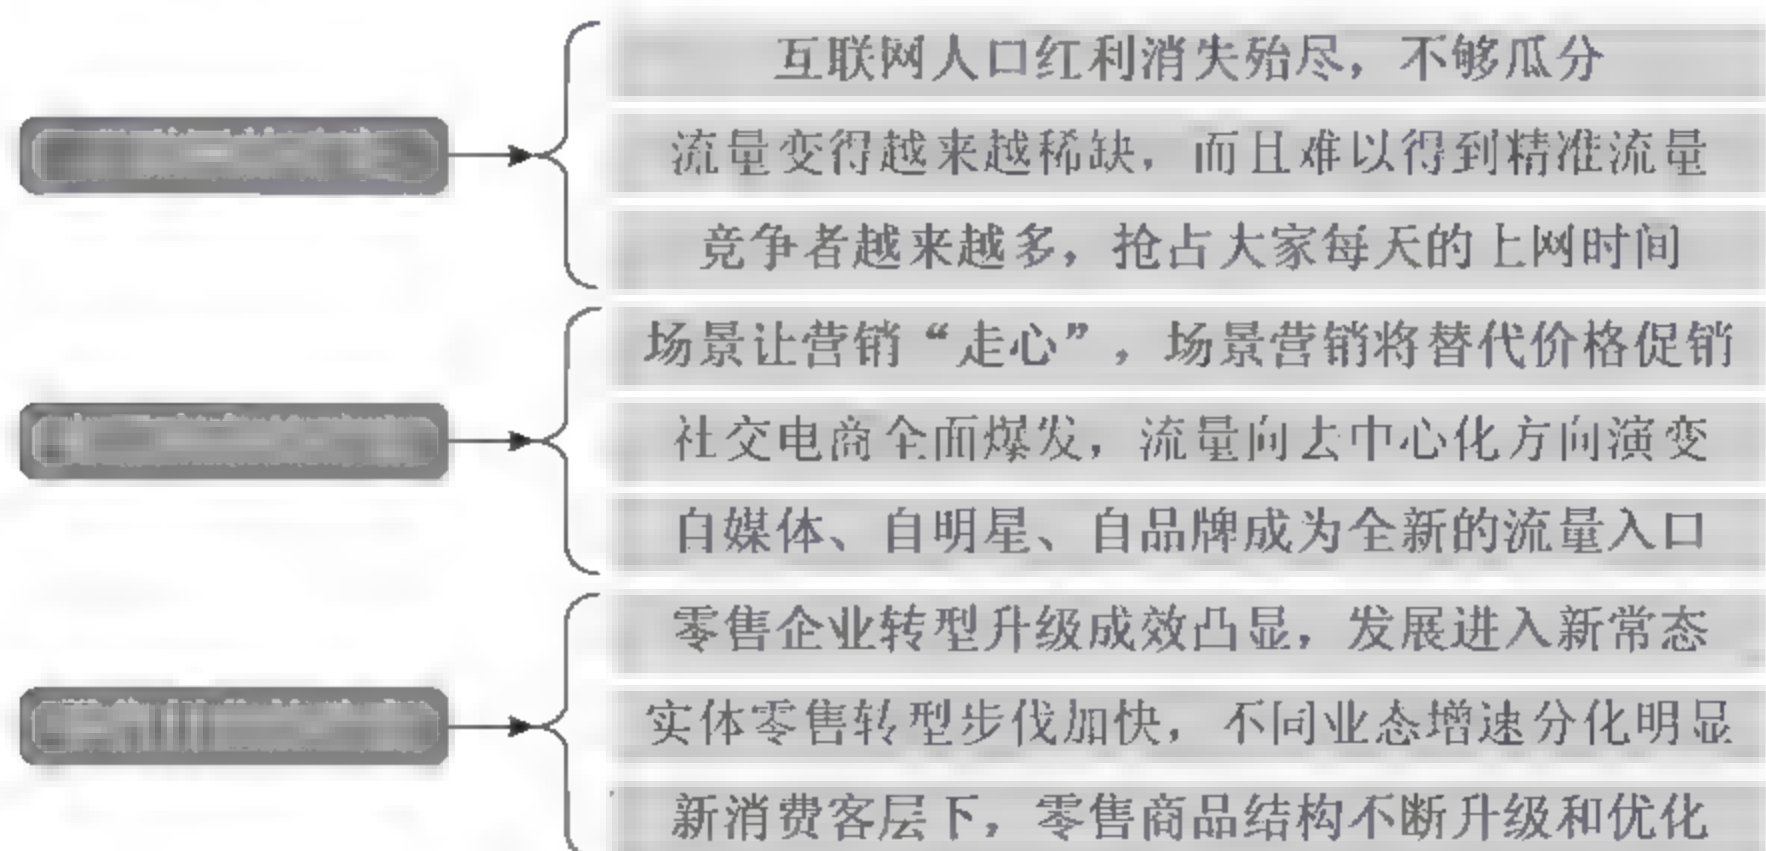 互联网人口红利消失殆尽，不够瓜分
流量变得越来越稀缺，而且难以得到精准流量
竞争者越来越多，抢占大家每天的上网时间
场景让营销“走心”，场景营销将替代价格促销
社交电商全面爆发，流量向去中心化方向演变
自媒体、自明星、自品牌成为全新的流量入口
零售企业转型升级成效凸显，发展进入新常态
实体零售转型步伐加快，不同业态增速分化明显
新消费客层下，零售商品结构不断升级和优化